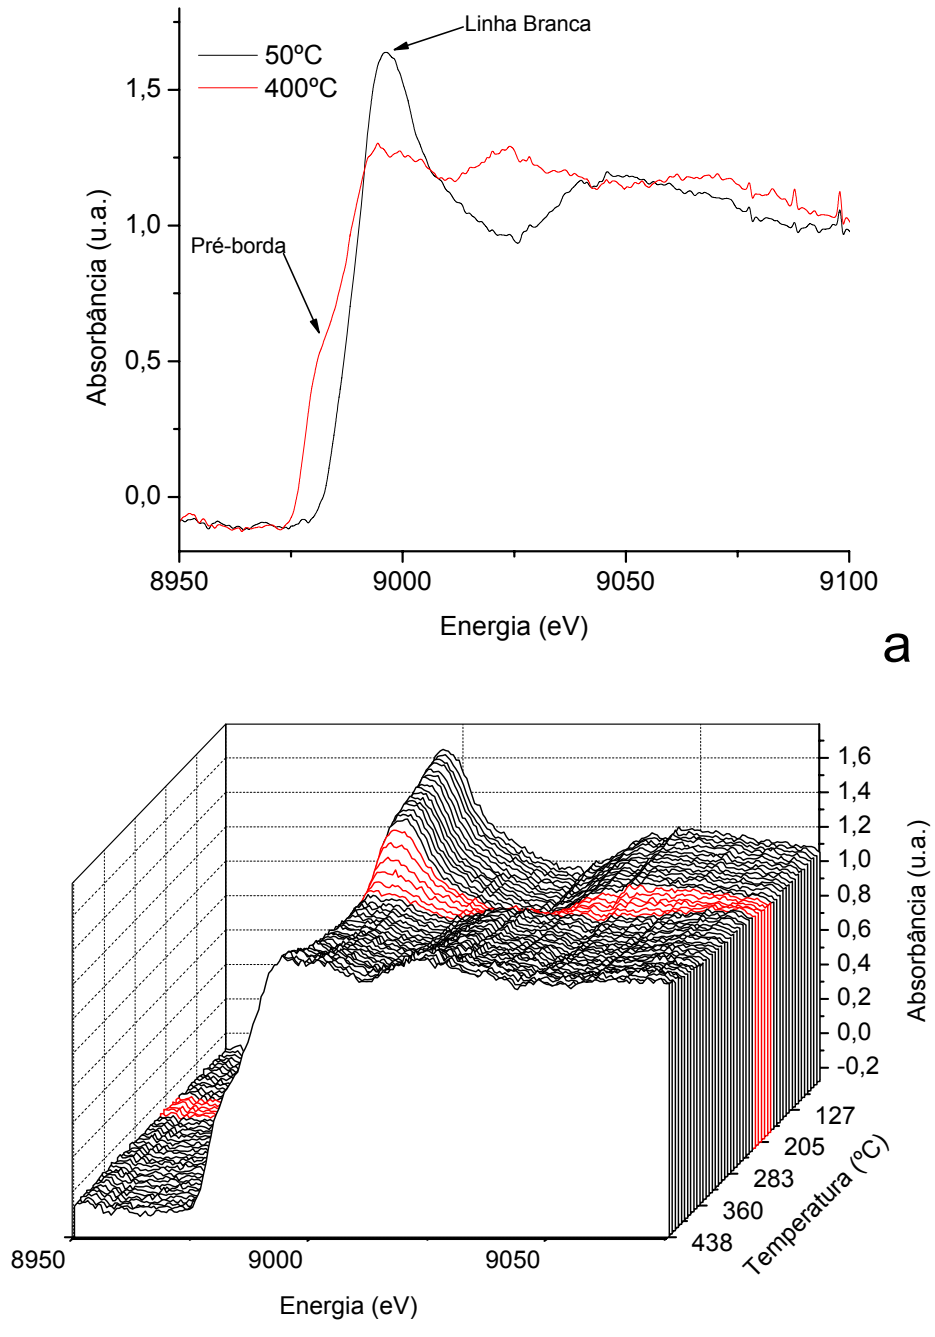 Linha Branca
50ºC
400ºC
1,5
1,0
Pré-borda
0,5
0,0
Absorbância (u.a.)
8950
9000
9050
9100
Energia (eV)
a
1,6
1,4
1,2
1,0
0,8
0,6
0,4
0,2
0,0
-0,2
Absorbância (u.a.)
127
205
283
360
438
Temperatura (ºC)
8950
9000
9050
Energia (eV)